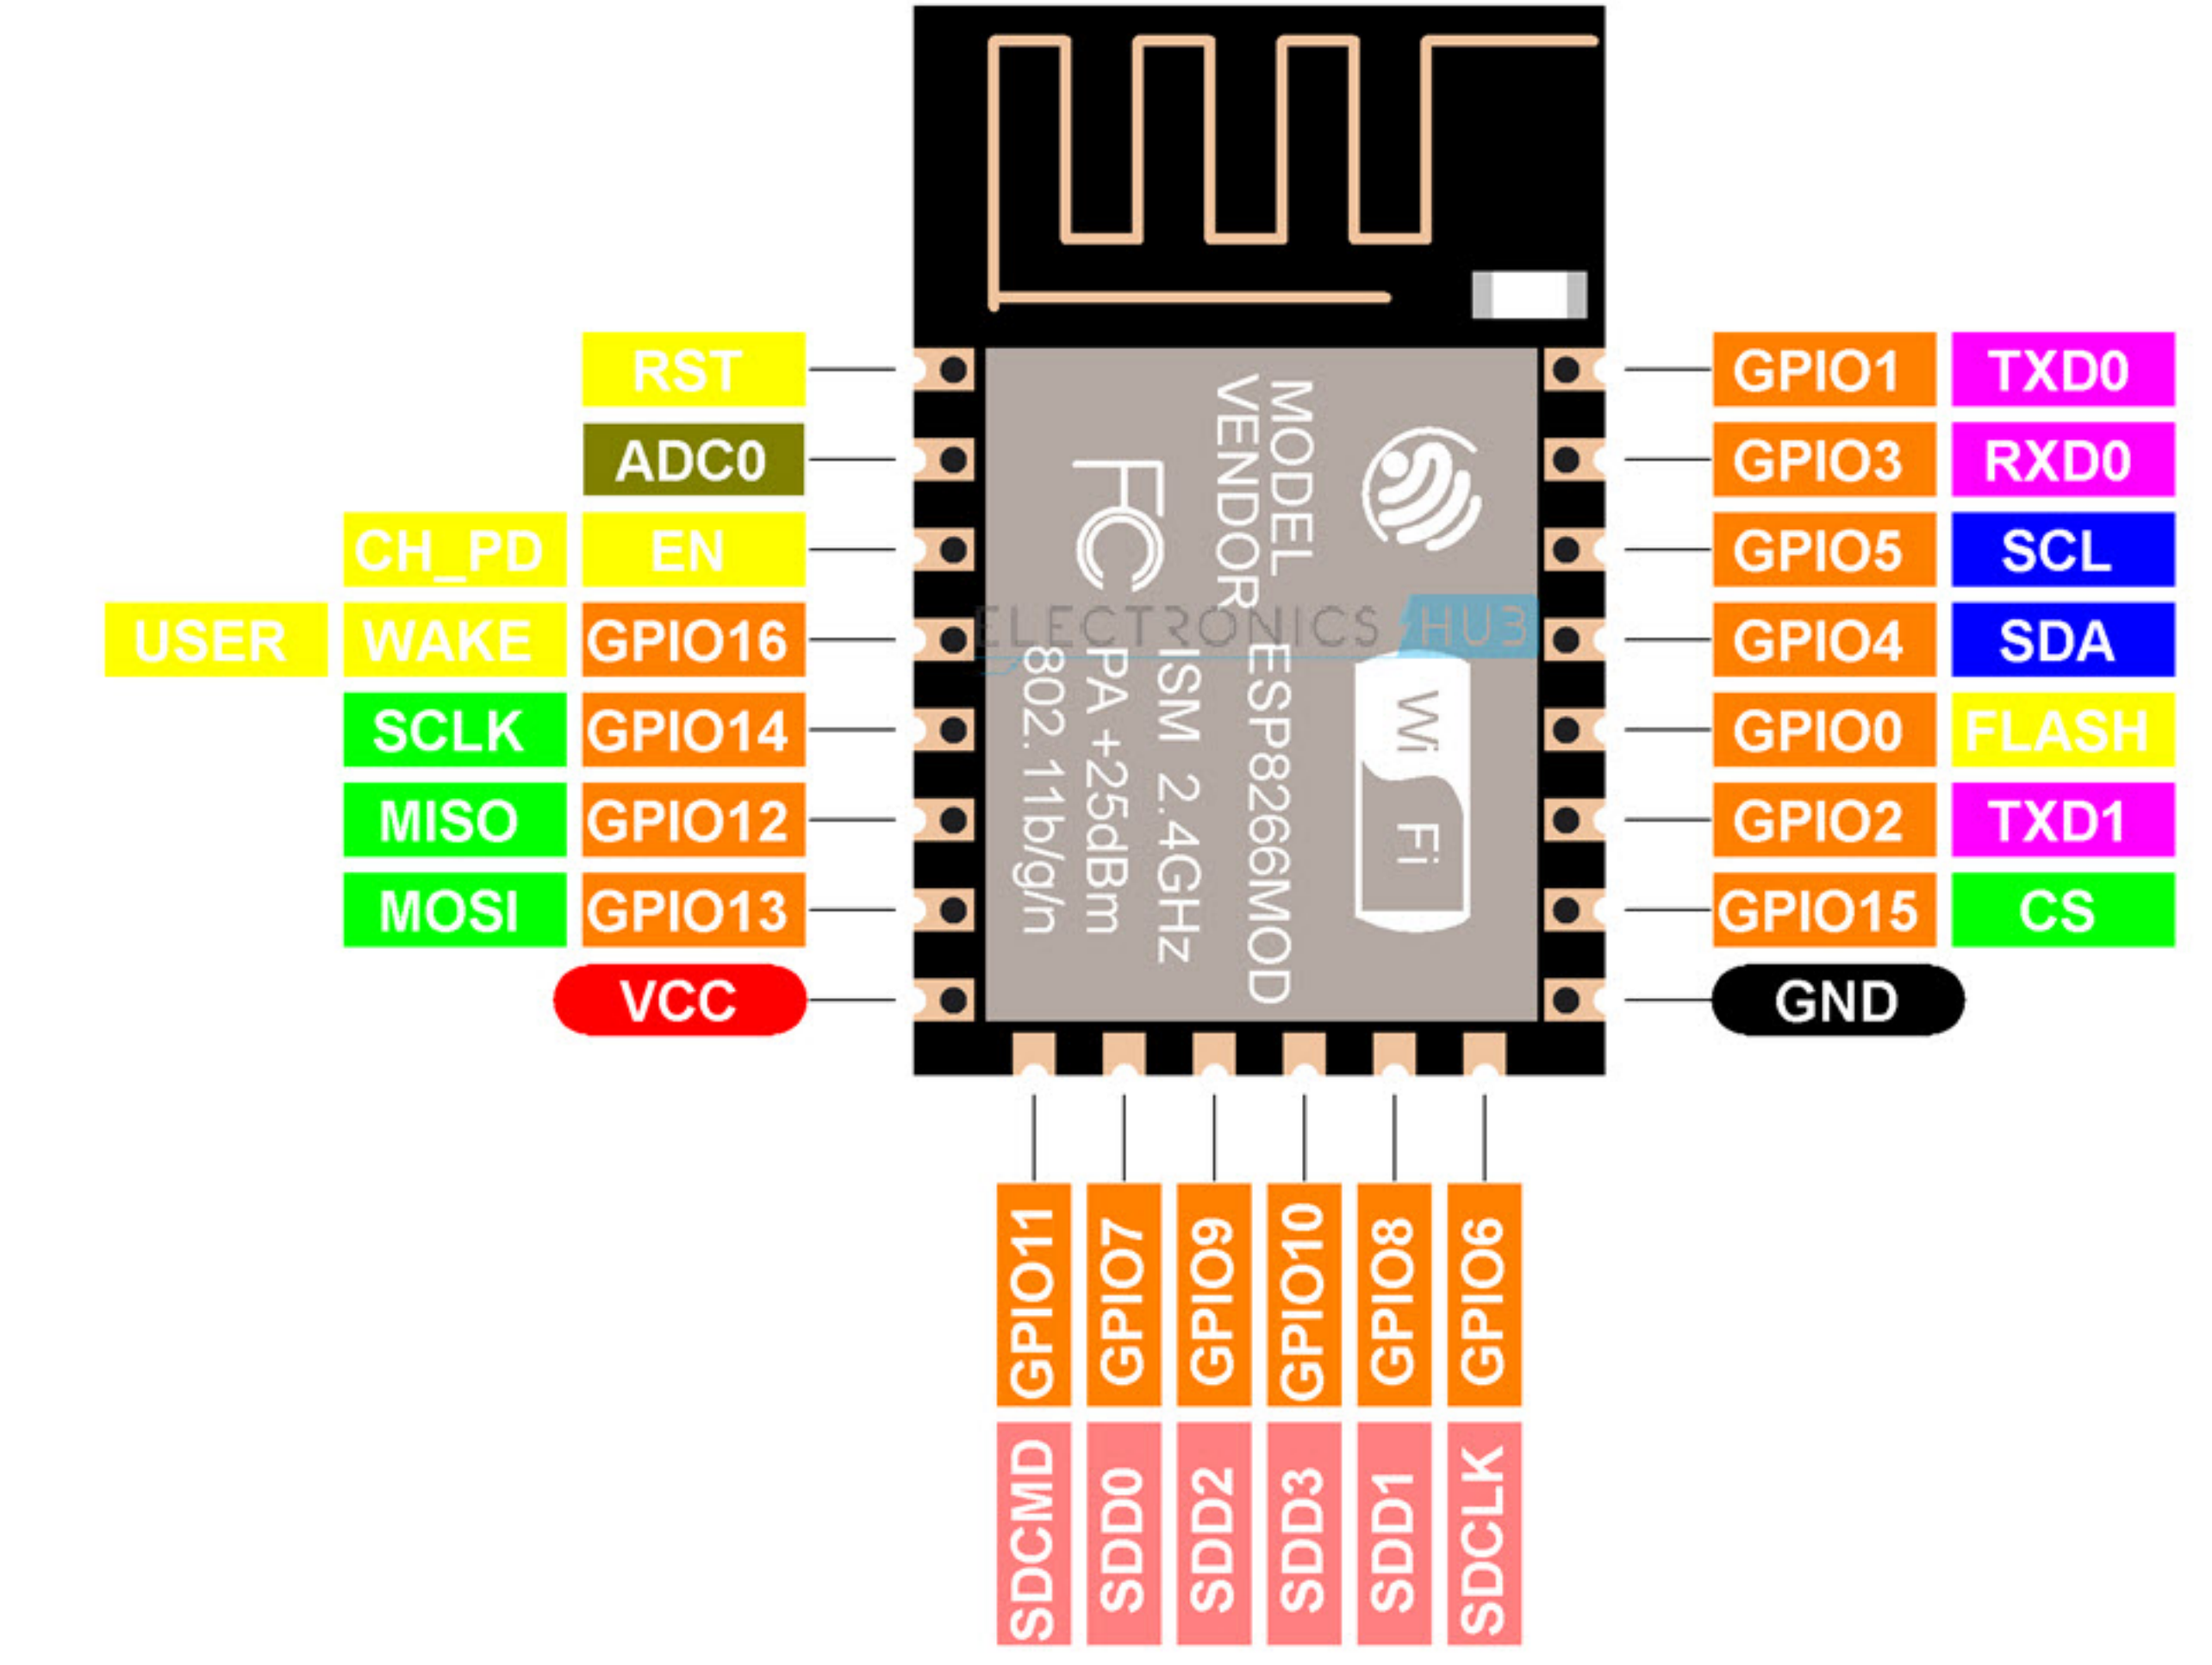 RST
ADC0
CH_PD EN
USER WAKE GPIO16
SCLK GPIO14
MISO GPIO12
MOSI GPIO13
VCC
MODEL
VENDOR
ESP8266MOD
ISM 2.4GHz
PA +25dBm
802.11b/g/n
FC
Wi Fi
ELECTRONICS HUB
GPIO1 TXD0
GPIO3 RXD0
GPIO5 SCL
GPIO4 SDA
GPIO0 FLASH
GPIO2 TXD1
GPIO15 CS
GND
GPIO11 SDCMD
GPIO7 SDD0
GPIO9 SDD2
GPIO10 SDD3
GPIO8 SDD1
GPIO6 SDCLK